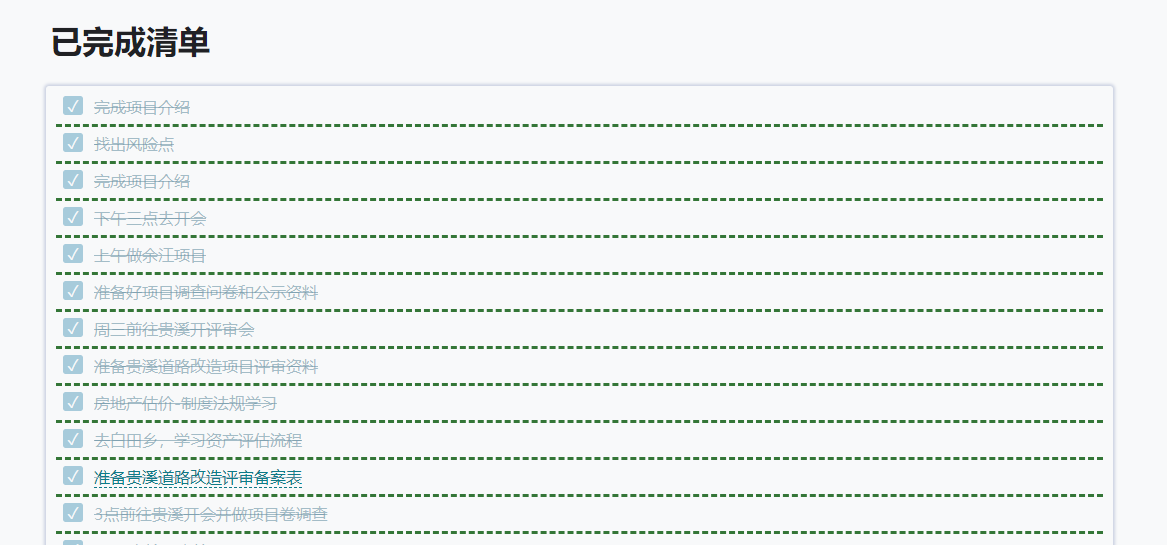 已完成清单
完成项目介绍
找出风险点
完成项目介绍
下午三点去开会
上午做余江项目
准备好项目调查问卷和公示资料
周三前往贵溪开评审会
准备贵溪道路改造项目评审资料
房地产估价-制度法规学习
去白田乡，学习资产评估流程
准备贵溪道路改造评审备案表
3点前往贵溪开会并做项目卷调查